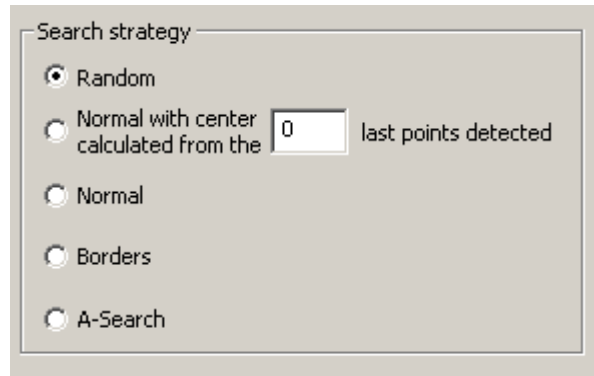 Search strategy
Random
Normal with center
calculated from the 0 last points detected
Normal
Borders
A-Search